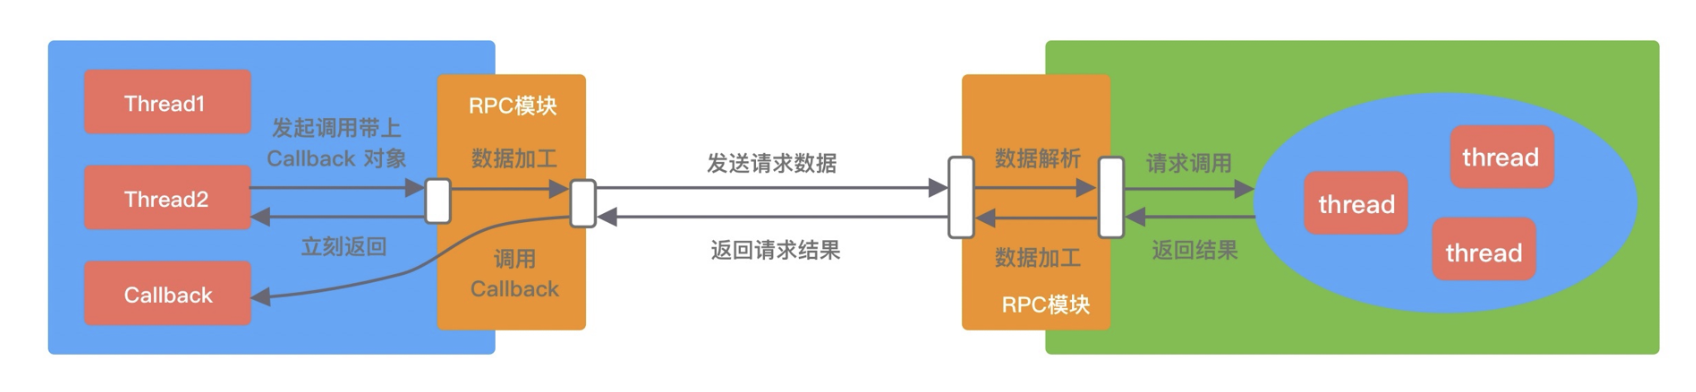 Thread1
Thread2
Callback
发起调用带上
Callback 对象
立刻返回
RPC模块
数据加工
调用
Callback
发送请求数据
返回请求结果
数据解析
数据加工
RPC模块
请求调用
返回结果
thread
thread
thread